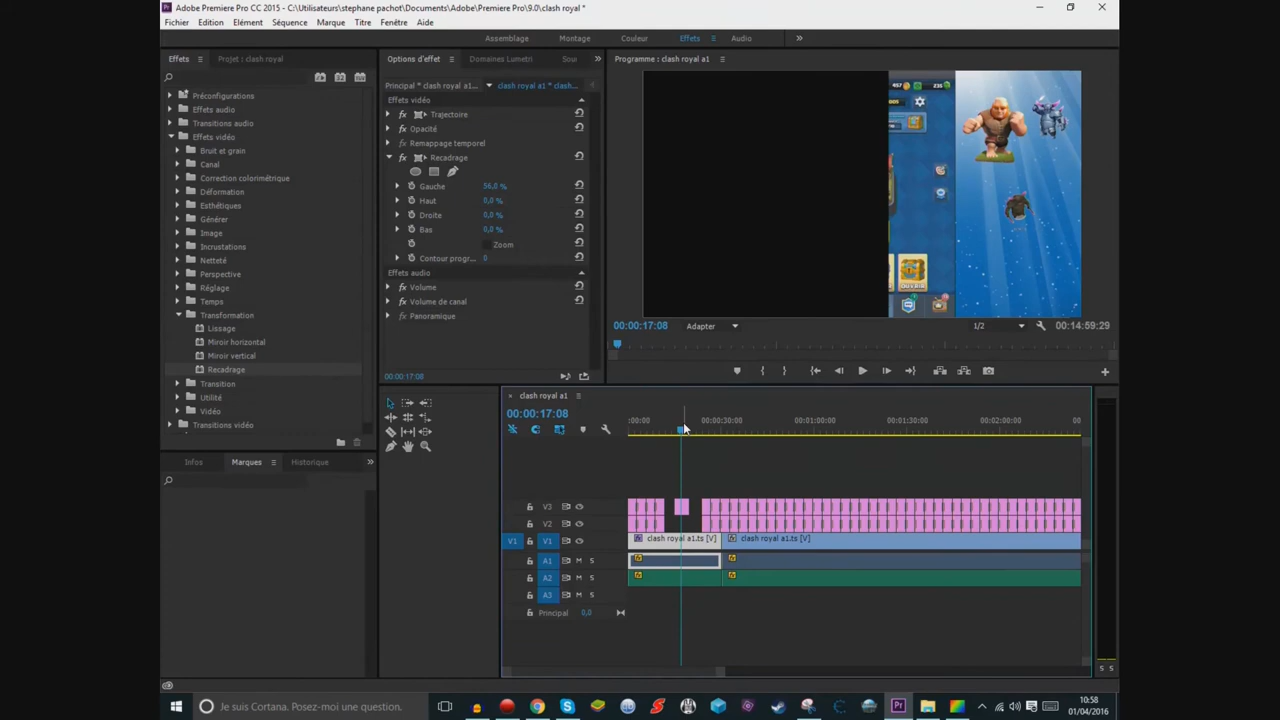 Adobe Premiere Pro CC 2015 - C:\Utilisateurs\stephane pachot\Documents\Adobe\Premiere Pro\9.0\clash royal *
Fichier Edition Elément Séquence Marque Titre Fenêtre Aide
Assemblage Montage Couleur Effets Audio
Effets Projet : clash royal
Préconfigurations
Effets audio
Transitions audio
Effets vidéo
Bruit et grain
Canal
Correction colorimétrique
Déformation
Esthétiques
Générer
Image
Incrustations
Netteté
Perspective
Réglage
Temps
Transformation
Lissage
Miroir horizontal
Miroir vertical
Recadrage
Transition
Utilité
Vidéo
Transitions vidéo
Options d'effet Domaines Lumetri Sour
Principal * clash royal a1... clash royal a1 * clash...
Effets vidéo
Trajectoire
Opacité
Remappage temporel
Recadrage
Gauche 56,0 %
Haut 0,0 %
Droite 0,0 %
Bas 0,0 %
Zoom
Contour progr... 0
Effets audio
Volume
Volume de canal
Panoramique
00:00:17:08
Programme : clash royal a1
457 235
OUVRIR
00:00:17:08 Adapter 1/2 00:14:59:29
Infos Marques Historique
clash royal a1
00:00:17:08
:00:00 00:00:30:00 00:01:00:00 00:01:30:00 00:02:00:00 00
V3
V2
V1 V1 clash royal a1.ts [V] clash royal a1.ts [V]
A1 M S
A2 M S
A3 M S
Principal 0,0
S S
Je suis Cortana. Posez-moi une question.
10:58
01/04/2016